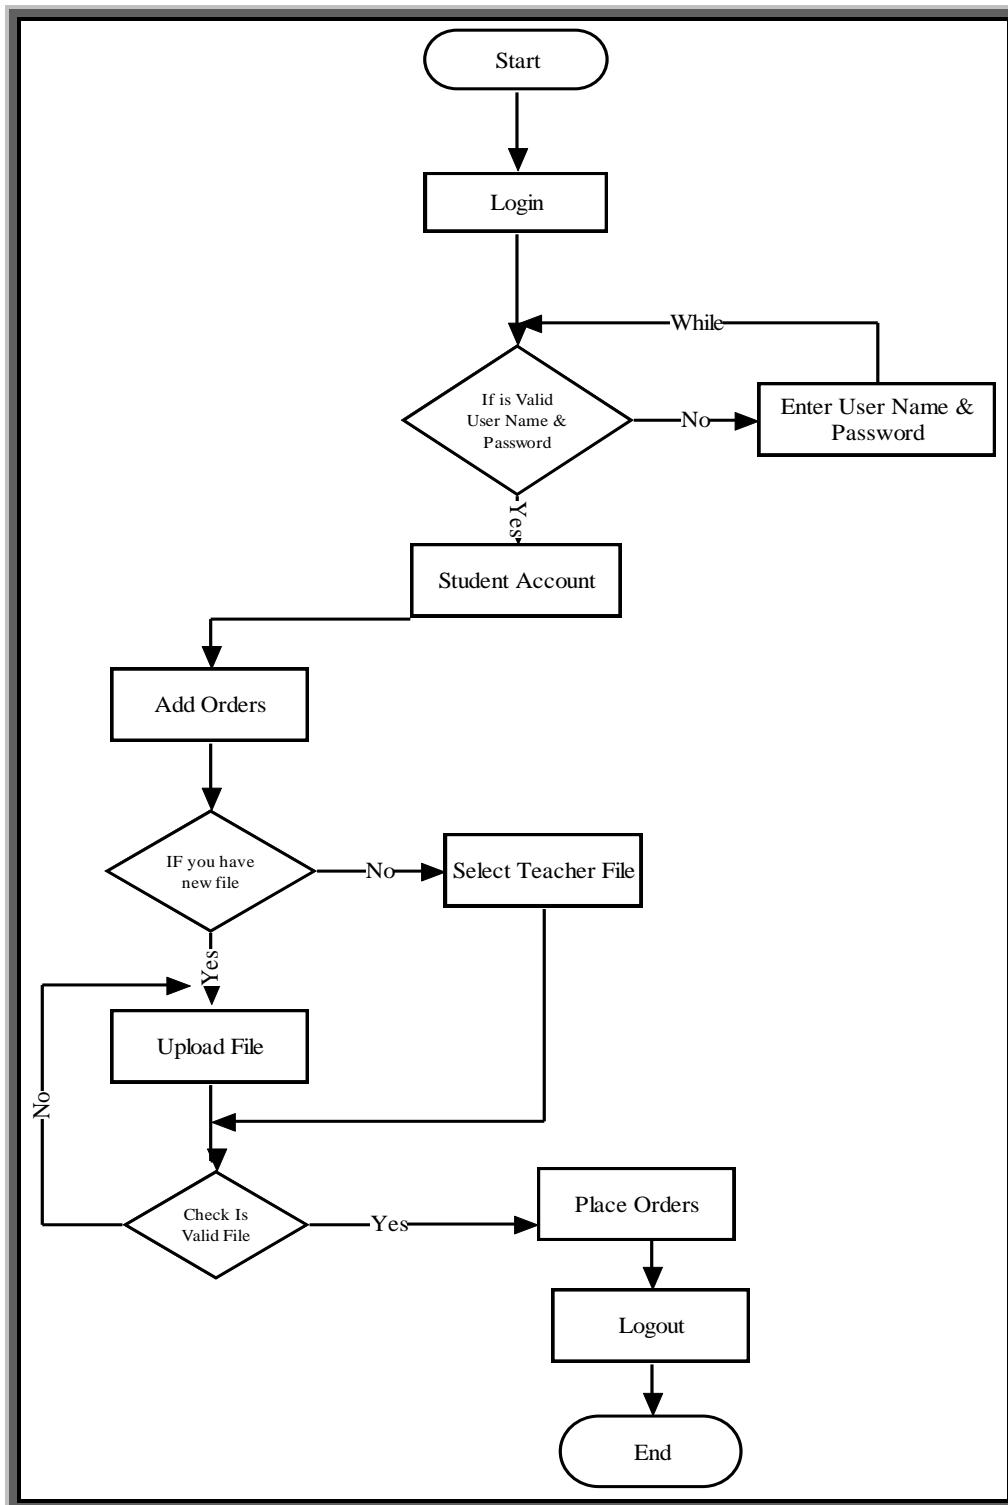 Start
Login
While
If is Valid
User Name &
Password
No
Enter User Name &
Password
Yes
Student Account
Add Orders
IF you have
new file
No
Select Teacher File
Yes
Upload File
No
Check Is
Valid File
Yes
Place Orders
Logout
End